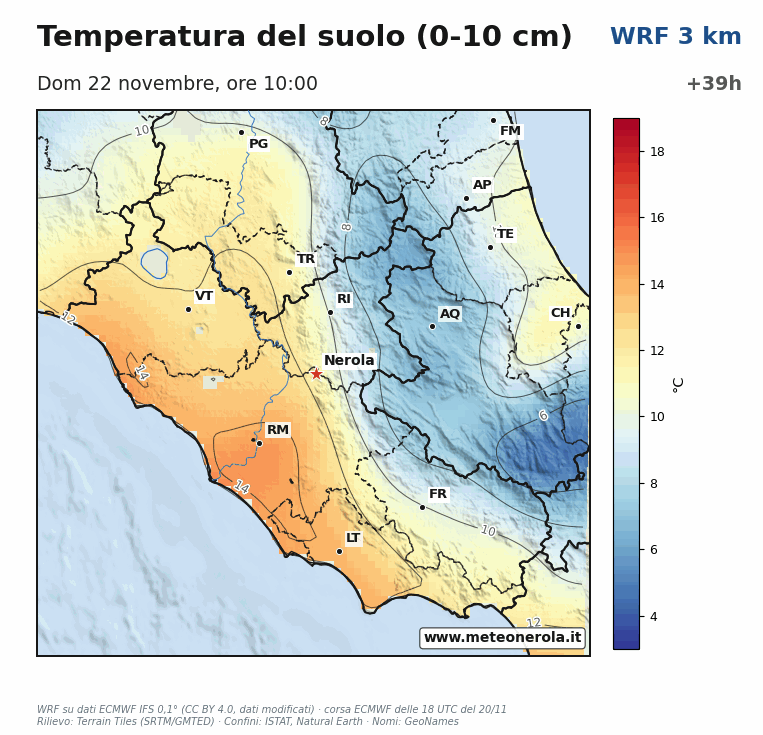 Temperatura del suolo (0-10 cm)
WRF 3 km
Dom 22 novembre, ore 10:00
+39h
10
8
FM
PG
AP
18
8
TE
16
TR
RI
14
VT
AQ
CH.
12
12
Nerola
14
°C
10
6
RM
8
14
FR
10
6
LT
4
12
www.meteonerola.it
WRF su dati ECMWF IFS 0,1° (CC BY 4.0, dati modificati) · corsa ECMWF delle 18 UTC del 20/11
Rilievo: Terrain Tiles (SRTM/GMTED) · Confini: ISTAT, Natural Earth · Nomi: GeoNames